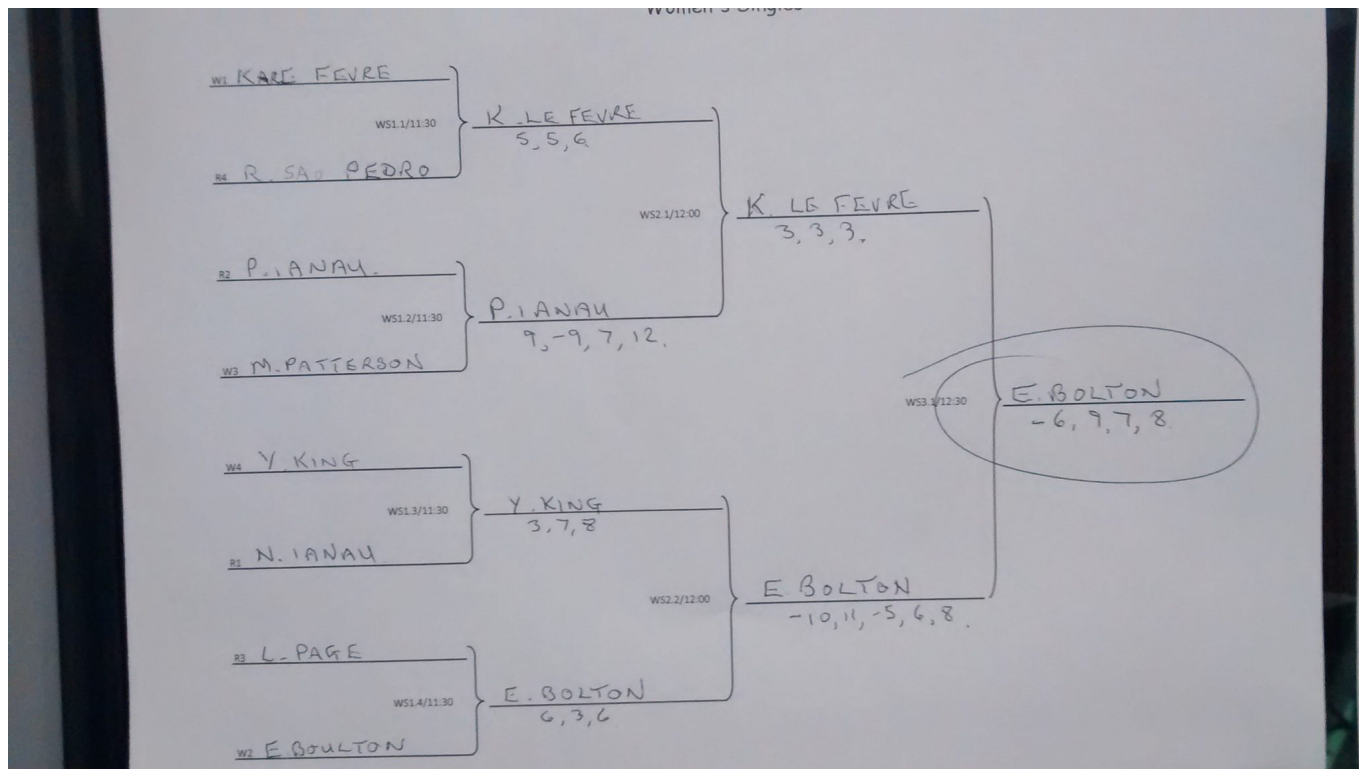 Women's Singles
W1 KARE FEVRE
WS1.1/11:30
K. LE FEVRE
5, 5, 6
R4 R. SAO PEDRO
WS2.1/12:00
K. LE FEVRE
3, 3, 3.
R2 P. IANAU.
WS1.2/11:30
P. IANAU
9, -9, 7, 12.
W3 M. PATTERSON
WS3.1/12:30
E. BOLTON
-6, 9, 7, 8
W4 Y. KING
WS1.3/11:30
Y. KING
3, 7, 8
R1 N. IANAU
WS2.2/12:00
E BOLTON
-10, 11, -5, 6, 8.
R3 L. PAGE
WS1.4/11:30
E. BOLTON
6, 3, 6
W2 E BOULTON